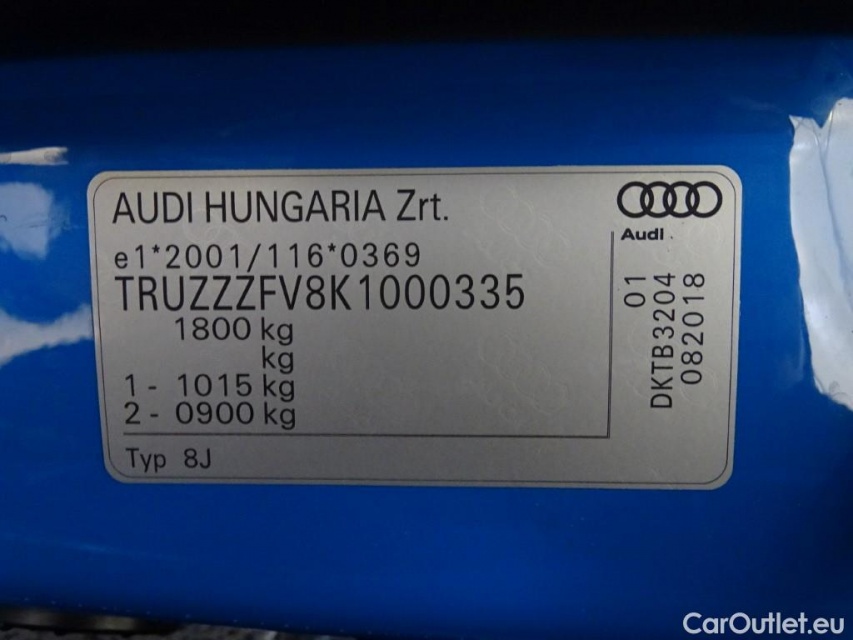 AUDI HUNGARIA Zrt.
Audi
e1*2001/116*0369
TRUZZZFV8K1000335
1800 kg
kg
1 - 1015 kg
2 - 0900 kg
Typ 8J
01
DKTB3204
082018
CarOutlet.eu